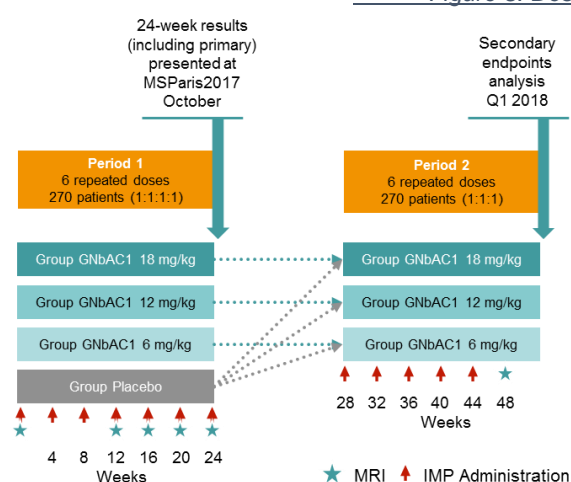 24-week results
(including primary)
presented at
MSParis2017
October
Secondary
endpoints
analysis
Q1 2018
Period 1
6 repeated doses
270 patients (1:1:1:1)
Period 2
6 repeated doses
270 patients (1:1:1)
Group GNbAC1 18 mg/kg
Group GNbAC1 18 mg/kg
Group GNbAC1 12 mg/kg
Group GNbAC1 12 mg/kg
Group GNbAC1 6 mg/kg
Group GNbAC1 6 mg/kg
Group Placebo
4 8 12 16 20 24
Weeks
28 32 36 40 44 48
Weeks
MRI IMP Administration